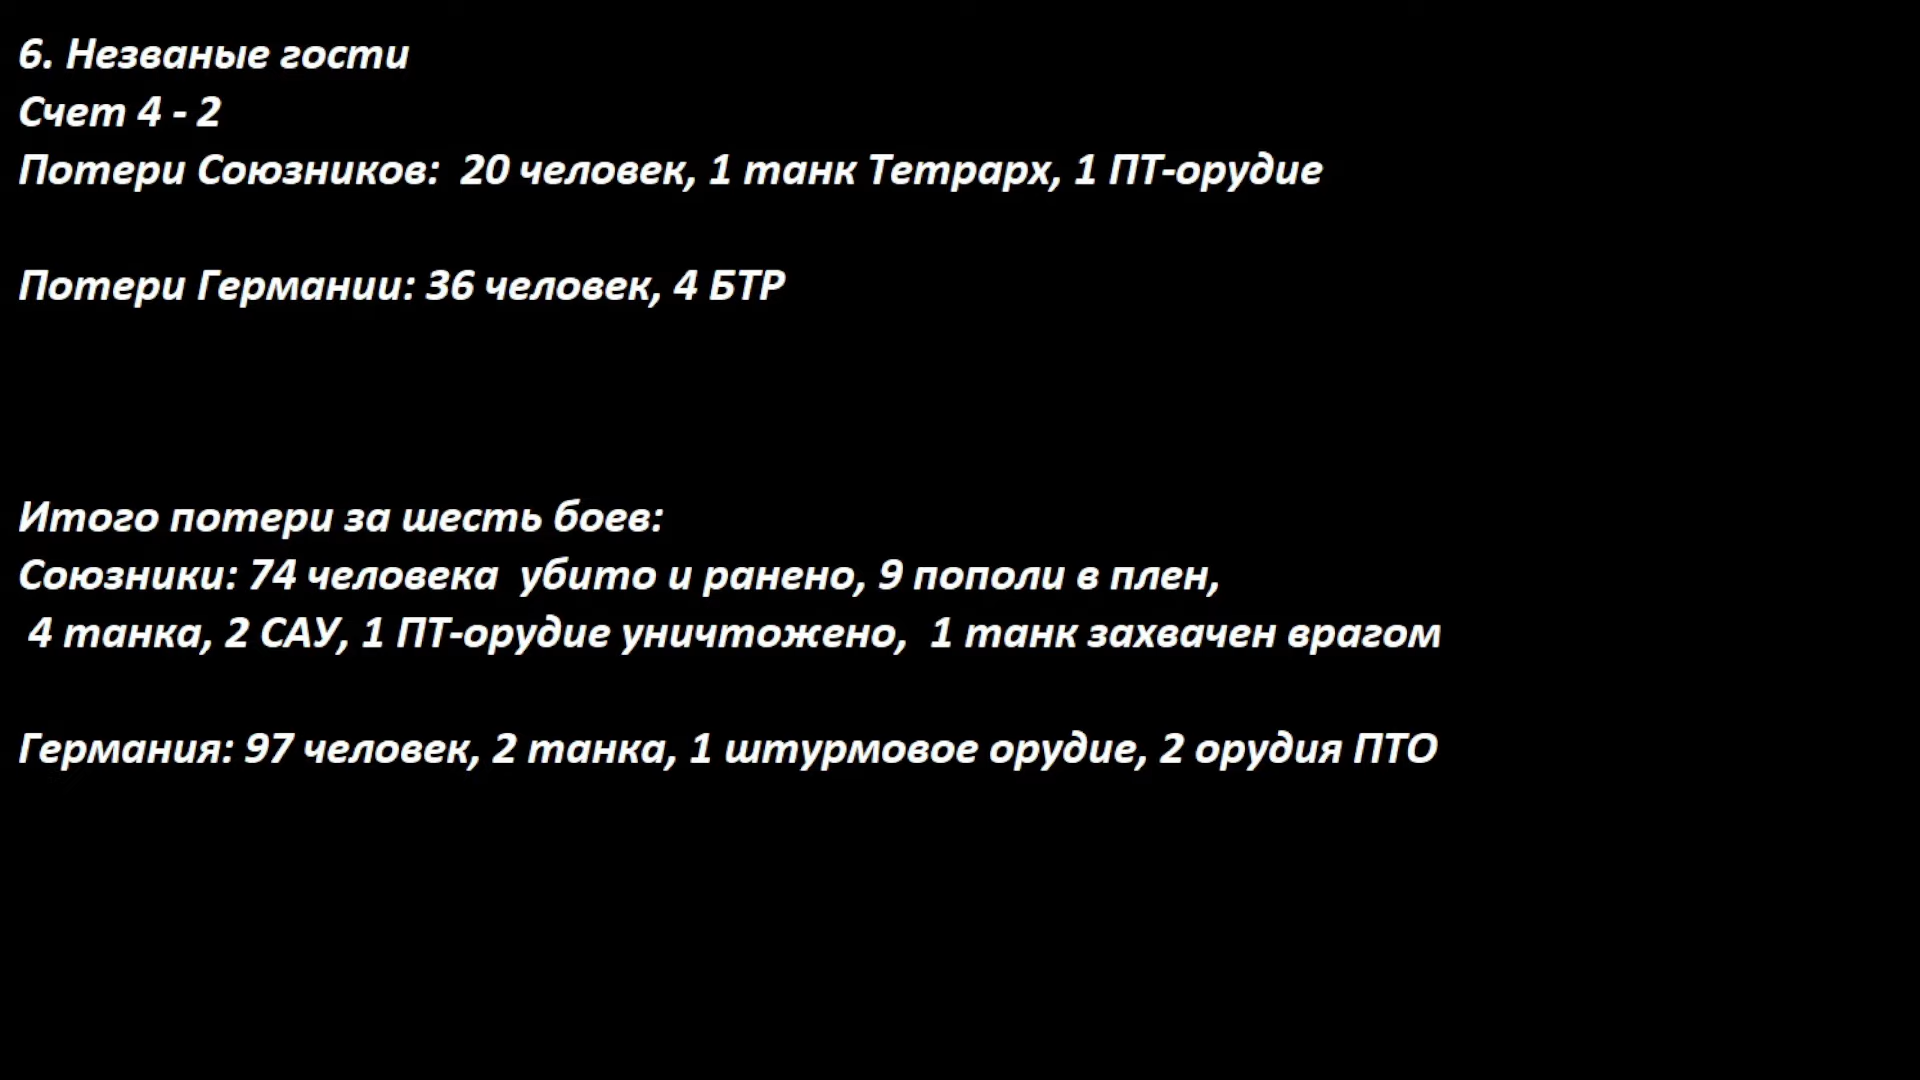 6. Незваные гости
Счет 4 - 2
Потери Союзников:  20 человек, 1 танк Тетрарх, 1 ПТ-орудие
Потери Германии: 36 человек, 4 БТР
Итого потери за шесть боев:
Союзники: 74 человека  убито и ранено, 9 пополи в плен,
4 танка, 2 САУ, 1 ПТ-орудие уничтожено,  1 танк захвачен врагом
Германия: 97 человек, 2 танка, 1 штурмовое орудие, 2 орудия ПТО